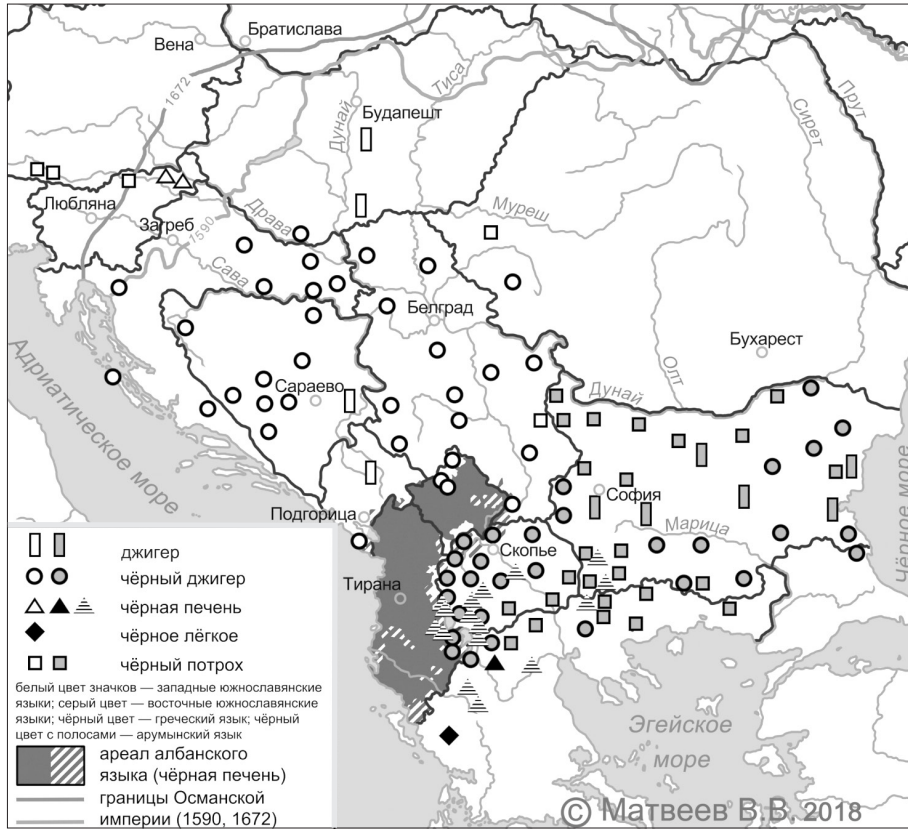 Братислава
Вена
1672
Тиса
Дунай
Будапешт
Прут
Сирет
Муреш
Любляна
Загреб
Драва
1590
Сава
Белград
Бухарест
Олт
Адриатическое море
Сараево
Дунай
София
Чёрное море
Подгорица
Марица
Скопье
Тирана
джигер
чёрный джигер
чёрная печень
чёрное лёгкое
чёрный потрох
белый цвет значков — западные южнославянские
языки; серый цвет — восточные южнославянские
языки; чёрный цвет — греческий язык; чёрный
цвет с полосами — арумынский язык
ареал албанского
языка (чёрная печень)
границы Османской
империи (1590, 1672)
Эгейское
море
© Матвеев В.В. 2018